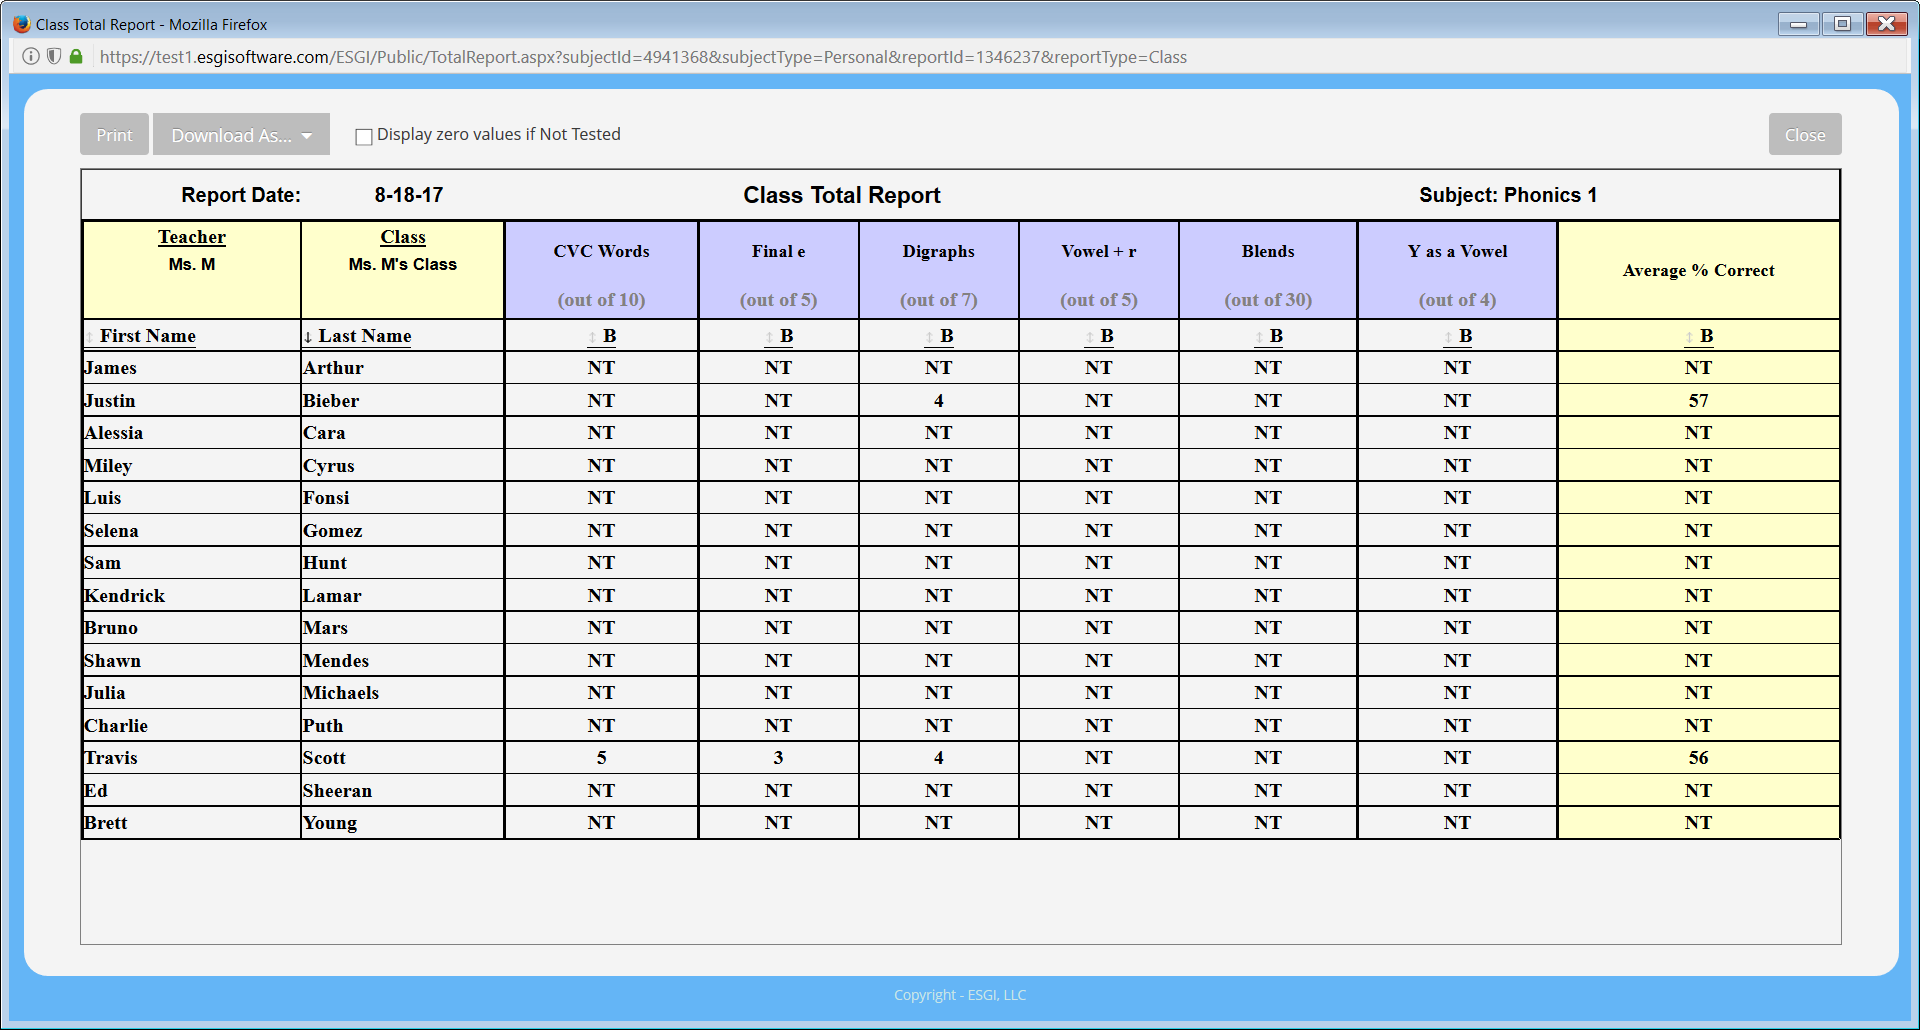 Class Total Report - Mozilla Firefox
https://test1.esgisoftware.com/ESGI/Public/TotalReport.aspx?subjectId=4941368&subjectType=Personal&reportId=1346237&reportType=Class
Print Download As... Display zero values if Not Tested Close
Report Date: 8-18-17 Class Total Report Subject: Phonics 1
Teacher Class CVC Words Final e Digraphs Vowel + r Blends Y as a Vowel Average % Correct
Ms. M Ms. M's Class (out of 10) (out of 5) (out of 7) (out of 5) (out of 30) (out of 4)
↕ First Name ↓ Last Name ↕ B ↕ B ↕ B ↕ B ↕ B ↕ B ↕ B
James Arthur NT NT NT NT NT NT NT
Justin Bieber NT NT 4 NT NT NT 57
Alessia Cara NT NT NT NT NT NT NT
Miley Cyrus NT NT NT NT NT NT NT
Luis Fonsi NT NT NT NT NT NT NT
Selena Gomez NT NT NT NT NT NT NT
Sam Hunt NT NT NT NT NT NT NT
Kendrick Lamar NT NT NT NT NT NT NT
Bruno Mars NT NT NT NT NT NT NT
Shawn Mendes NT NT NT NT NT NT NT
Julia Michaels NT NT NT NT NT NT NT
Charlie Puth NT NT NT NT NT NT NT
Travis Scott 5 3 4 NT NT NT 56
Ed Sheeran NT NT NT NT NT NT NT
Brett Young NT NT NT NT NT NT NT
Copyright - ESGI, LLC